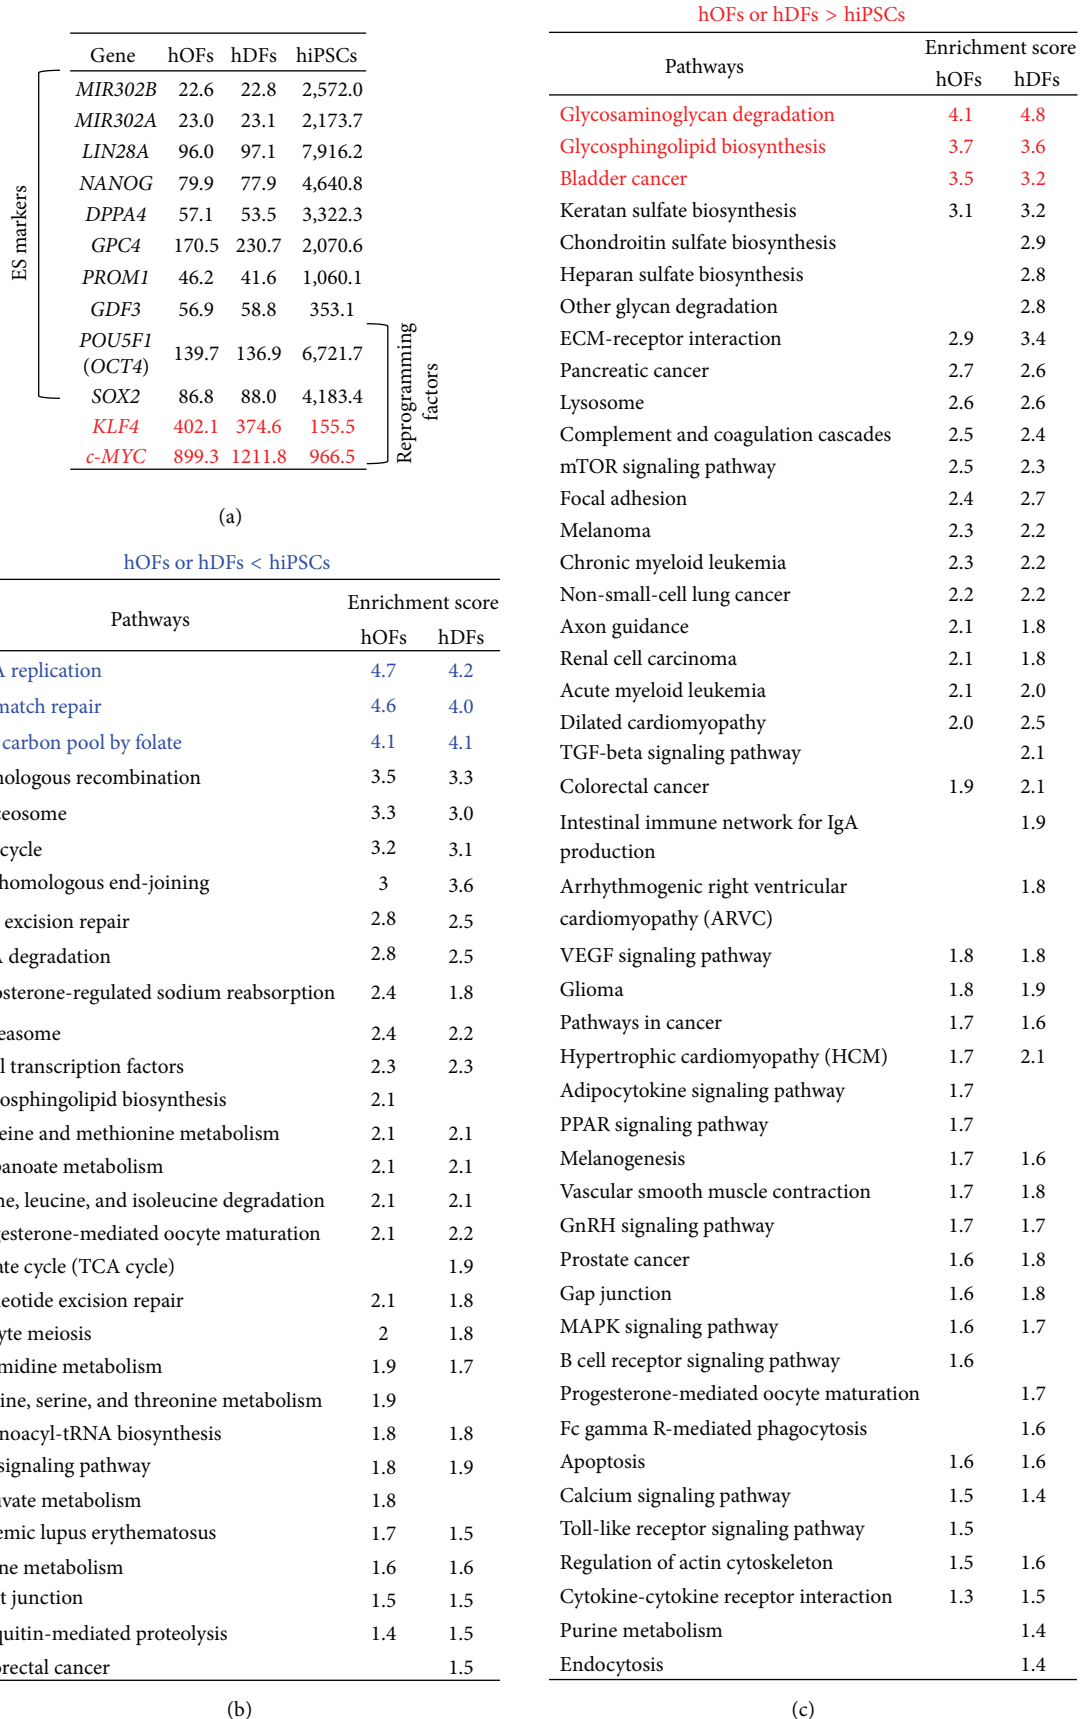 Gene hOFs hDFs hiPSCs
MIR302B 22.6 22.8 2,572.0
MIR302A 23.0 23.1 2,173.7
LIN28A 96.0 97.1 7,916.2
NANOG 79.9 77.9 4,640.8
DPPA4 57.1 53.5 3,322.3
GPC4 170.5 230.7 2,070.6
PROM1 46.2 41.6 1,060.1
GDF3 56.9 58.8 353.1
POU5F1
(OCT4) 139.7 136.9 6,721.7
SOX2 86.8 88.0 4,183.4
KLF4 402.1 374.6 155.5
c-MYC 899.3 1211.8 966.5
ES markers
Reprogramming
factors
(a)
hOFs or hDFs < hiPSCs
Pathways Enrichment score
hOFs hDFs
A replication 4.7 4.2
match repair 4.6 4.0
carbon pool by folate 4.1 4.1
nologous recombination 3.5 3.3
ceosome 3.3 3.0
cycle 3.2 3.1
homologous end-joining 3 3.6
excision repair 2.8 2.5
A degradation 2.8 2.5
osterone-regulated sodium reabsorption 2.4 1.8
easome 2.4 2.2
l transcription factors 2.3 2.3
osphingolipid biosynthesis 2.1
eine and methionine metabolism 2.1 2.1
panoate metabolism 2.1 2.1
ne, leucine, and isoleucine degradation 2.1 2.1
gesterone-mediated oocyte maturation 2.1 2.2
ate cycle (TCA cycle) 1.9
leotide excision repair 2.1 1.8
yte meiosis 2 1.8
midine metabolism 1.9 1.7
ine, serine, and threonine metabolism 1.9
noacyl-tRNA biosynthesis 1.8 1.8
signaling pathway 1.8 1.9
uvate metabolism 1.8
emic lupus erythematosus 1.7 1.5
ne metabolism 1.6 1.6
t junction 1.5 1.5
quitin-mediated proteolysis 1.4 1.5
orectal cancer 1.5
(b)
hOFs or hDFs > hiPSCs
Pathways Enrichment score
hOFs hDFs
Glycosaminoglycan degradation 4.1 4.8
Glycosphingolipid biosynthesis 3.7 3.6
Bladder cancer 3.5 3.2
Keratan sulfate biosynthesis 3.1 3.2
Chondroitin sulfate biosynthesis 2.9
Heparan sulfate biosynthesis 2.8
Other glycan degradation 2.8
ECM-receptor interaction 2.9 3.4
Pancreatic cancer 2.7 2.6
Lysosome 2.6 2.6
Complement and coagulation cascades 2.5 2.4
mTOR signaling pathway 2.5 2.3
Focal adhesion 2.4 2.7
Melanoma 2.3 2.2
Chronic myeloid leukemia 2.3 2.2
Non-small-cell lung cancer 2.2 2.2
Axon guidance 2.1 1.8
Renal cell carcinoma 2.1 1.8
Acute myeloid leukemia 2.1 2.0
Dilated cardiomyopathy 2.0 2.5
TGF-beta signaling pathway 2.1
Colorectal cancer 1.9 2.1
Intestinal immune network for IgA 1.9
production
Arrhythmogenic right ventricular 1.8
cardiomyopathy (ARVC)
VEGF signaling pathway 1.8 1.8
Glioma 1.8 1.9
Pathways in cancer 1.7 1.6
Hypertrophic cardiomyopathy (HCM) 1.7 2.1
Adipocytokine signaling pathway 1.7
PPAR signaling pathway 1.7
Melanogenesis 1.7 1.6
Vascular smooth muscle contraction 1.7 1.8
GnRH signaling pathway 1.7 1.7
Prostate cancer 1.6 1.8
Gap junction 1.6 1.8
MAPK signaling pathway 1.6 1.7
B cell receptor signaling pathway 1.6
Progesterone-mediated oocyte maturation 1.7
Fc gamma R-mediated phagocytosis 1.6
Apoptosis 1.6 1.6
Calcium signaling pathway 1.5 1.4
Toll-like receptor signaling pathway 1.5
Regulation of actin cytoskeleton 1.5 1.6
Cytokine-cytokine receptor interaction 1.3 1.5
Purine metabolism 1.4
Endocytosis 1.4
(c)